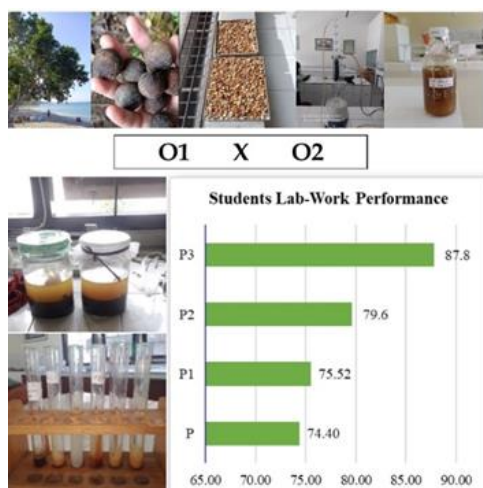 O1 X O2
Students Lab-Work Performance
P3 87.8
P2 79.6
P1 75.52
P 74.40
65.00 70.00 75.00 80.00 85.00 90.00